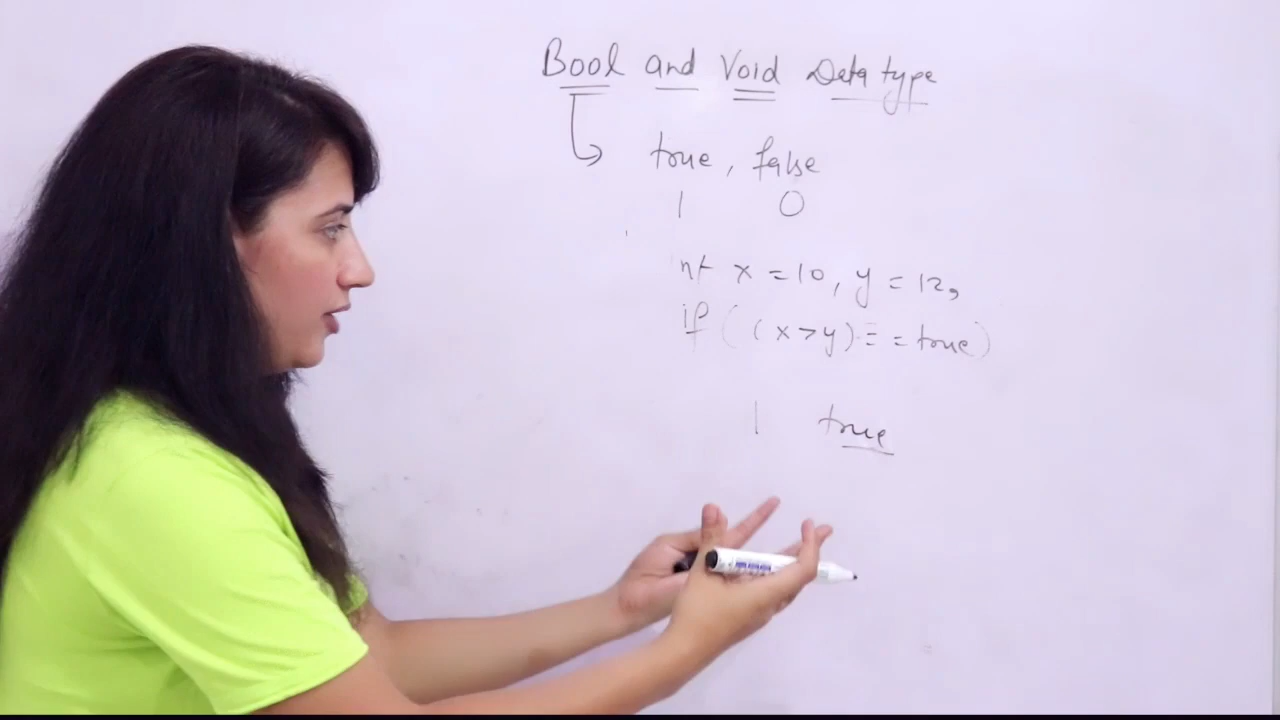 Bool and Void Data type
true, false
1 0
int x = 10, y = 12,
if ((x > y) = = true)
1 true